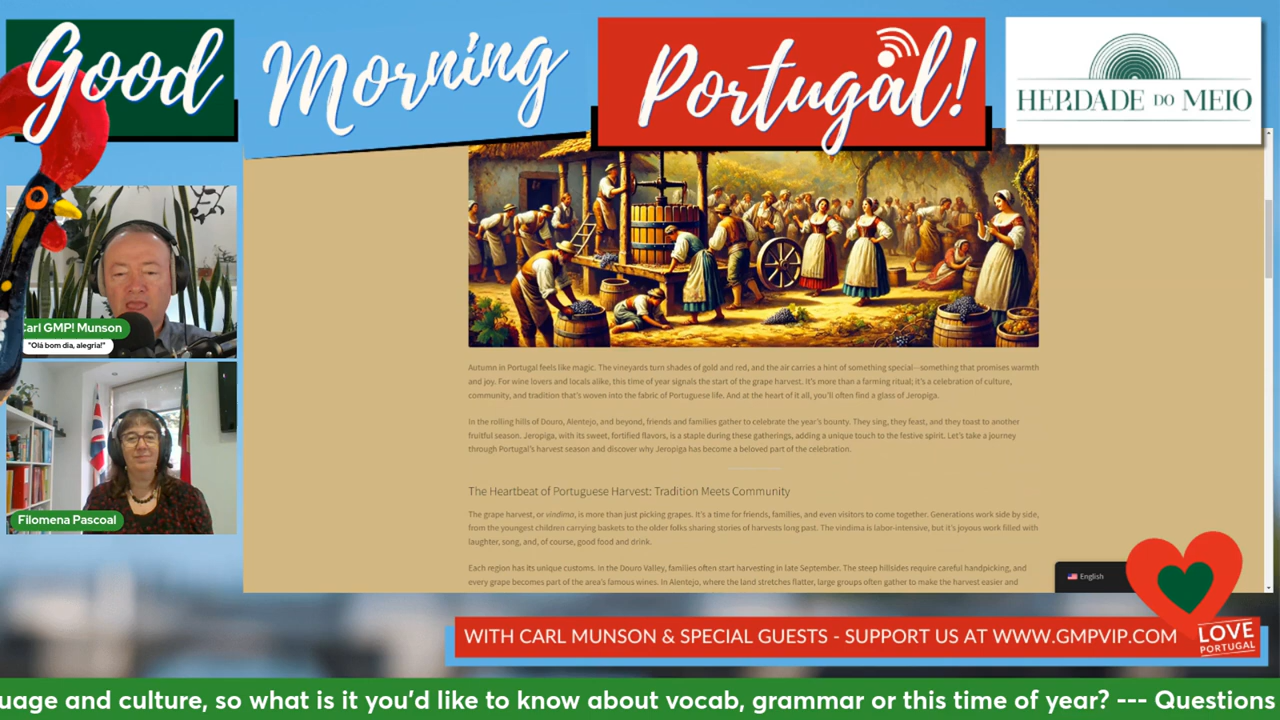 Good Morning Portugal!
HERDADE DO MEIO
Carl GMP! Munson
"Olá bom dia, alegria!"
Filomena Pascoal
Autumn in Portugal feels like magic. The vineyards turn shades of gold and red, and the air carries a hint of something special—something that promises warmth
and joy. For wine lovers and locals alike, this time of year signals the start of the grape harvest. It's more than a farming ritual; it's a celebration of culture,
community, and tradition that's woven into the fabric of Portuguese life. And at the heart of it all, you'll often find a glass of Jeropiga.
In the rolling hills of Douro, Alentejo, and beyond, friends and families gather to celebrate the year's bounty. They sing, they feast, and they toast to another
fruitful season. Jeropiga, with its sweet, fortified flavors, is a staple during these gatherings, adding a unique touch to the festive spirit. Let's take a journey
through Portugal's harvest season and discover why Jeropiga has become a beloved part of the celebration.
The Heartbeat of Portuguese Harvest: Tradition Meets Community
The grape harvest, or vindima, is more than just picking grapes. It's a time for friends, families, and even visitors to come together. Generations work side by side,
from the youngest children carrying baskets to the older folks sharing stories of harvests long past. The vindima is labor-intensive, but it's joyous work filled with
laughter, song, and, of course, good food and drink.
Each region has its unique customs. In the Douro Valley, families often start harvesting in late September. The steep hillsides require careful handpicking, and
every grape becomes part of the area's famous wines. In Alentejo, where the land stretches flatter, large groups often gather to make the harvest easier and
English
WITH CARL MUNSON & SPECIAL GUESTS - SUPPORT US AT WWW.GMPVIP.COM
LOVE
PORTUGAL
uage and culture, so what is it you'd like to know about vocab, grammar or this time of year? --- Questions